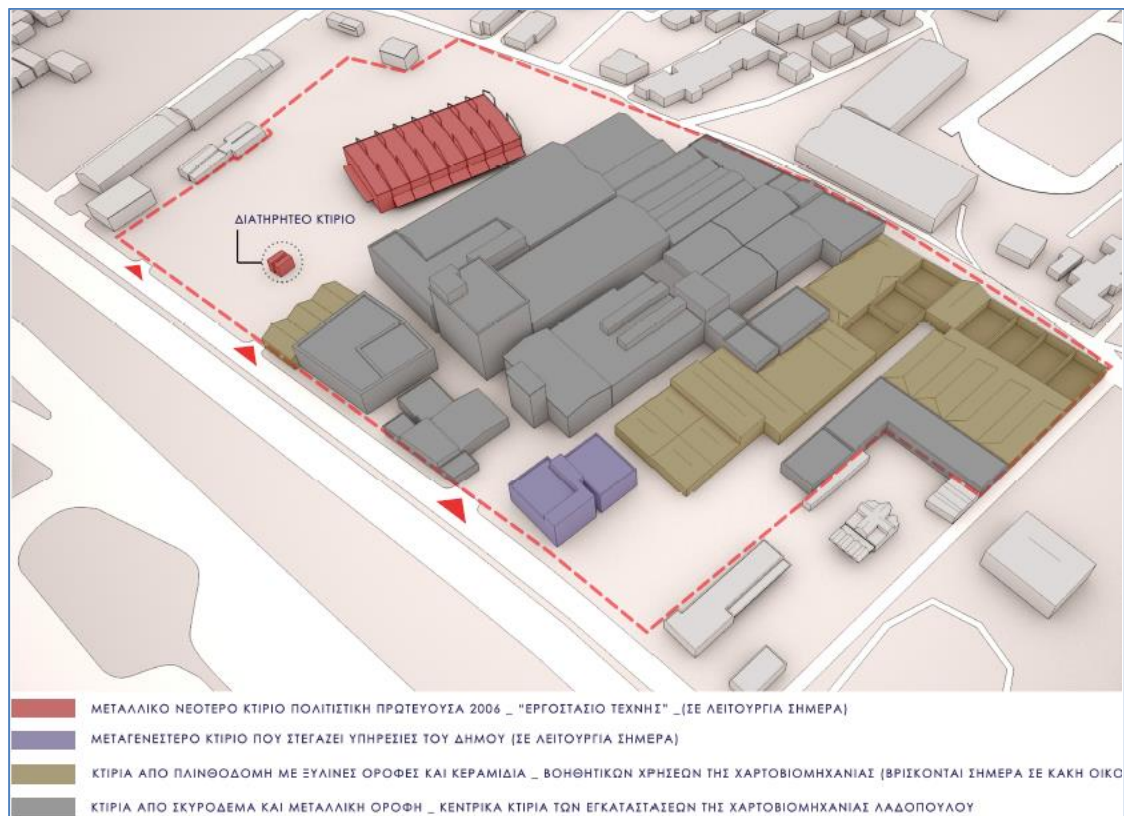 ΔΙΑΤΗΡΗΤΕΟ ΚΤΙΡΙΟ
ΜΕΤΑΛΛΙΚΟ ΝΕΟΤΕΡΟ ΚΤΙΡΙΟ ΠΟΛΙΤΙΣΤΙΚΗ ΠΡΩΤΕΥΟΥΣΑ 2006 _ "ΕΡΓΟΣΤΑΣΙΟ ΤΕΧΝΗΣ" _(ΣΕ ΛΕΙΤΟΥΡΓΙΑ ΣΗΜΕΡΑ)
ΜΕΤΑΓΕΝΕΣΤΕΡΟ ΚΤΙΡΙΟ ΠΟΥ ΣΤΕΓΑΖΕΙ ΥΠΗΡΕΣΙΕΣ ΤΟΥ ΔΗΜΟΥ (ΣΕ ΛΕΙΤΟΥΡΓΙΑ ΣΗΜΕΡΑ)
ΚΤΙΡΙΑ ΑΠΟ ΠΛΙΝΘΟΔΟΜΗ ΜΕ ΞΥΛΙΝΕΣ ΟΡΟΦΕΣ ΚΑΙ ΚΕΡΑΜΙΔΙΑ _ ΒΟΗΘΗΤΙΚΩΝ ΧΡΗΣΕΩΝ ΤΗΣ ΧΑΡΤΟΒΙΟΜΗΧΑΝΙΑΣ (ΒΡΙΣΚΟΝΤΑΙ ΣΗΜΕΡΑ ΣΕ ΚΑΚΗ ΟΙΚΟ
ΚΤΙΡΙΑ ΑΠΟ ΣΚΥΡΟΔΕΜΑ ΚΑΙ ΜΕΤΑΛΛΙΚΗ ΟΡΟΦΗ _ ΚΕΝΤΡΙΚΑ ΚΤΙΡΙΑ ΤΩΝ ΕΓΚΑΤΑΣΤΑΣΕΩΝ ΤΗΣ ΧΑΡΤΟΒΙΟΜΗΧΑΝΙΑΣ ΛΑΔΟΠΟΥΛΟΥ